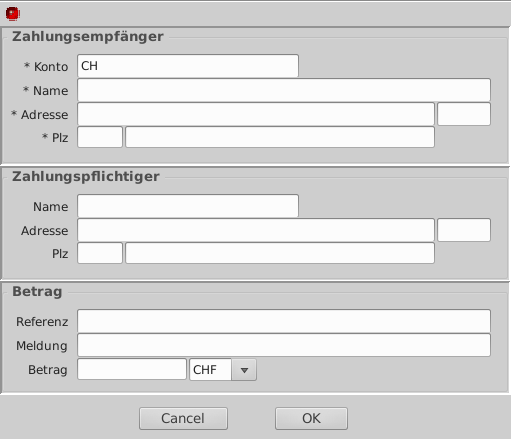 Zahlungsempfänger
* Konto CH
* Name
* Adresse
* Plz
Zahlungspflichtiger
Name
Adresse
Plz
Betrag
Referenz
Meldung
Betrag CHF
Cancel OK